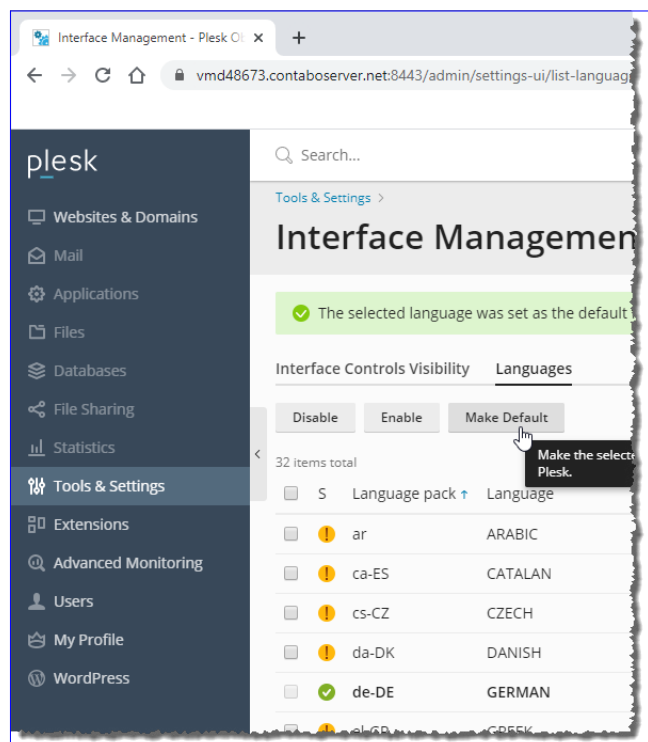 Interface Management - Plesk Ob
vmd48673.contaboserver.net:8443/admin/settings-ui/list-languag
plesk
Websites & Domains
Mail
Applications
Files
Databases
File Sharing
Statistics
Tools & Settings
Extensions
Advanced Monitoring
Users
My Profile
WordPress
Search...
Tools & Settings >
Interface Managemen
The selected language was set as the default
Interface Controls Visibility Languages
Disable Enable Make Default
Make the selecte
Plesk.
32 items total
S Language pack ↑ Language
ar ARABIC
ca-ES CATALAN
cs-CZ CZECH
da-DK DANISH
de-DE GERMAN
el-GR GREEK